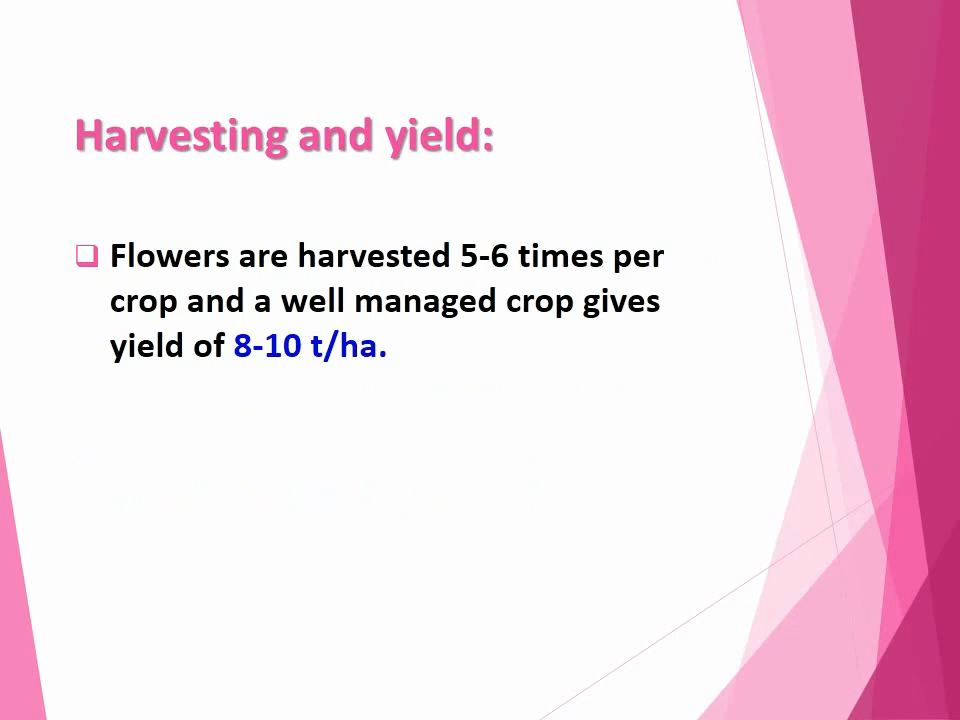 Harvesting and yield:
Flowers are harvested 5-6 times per
crop and a well managed crop gives
yield of 8-10 t/ha.